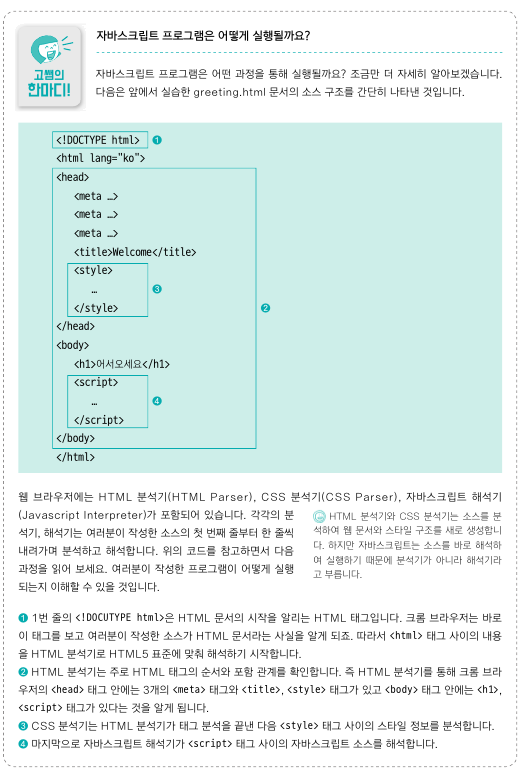 자바스크립트 프로그램은 어떻게 실행될까요?
고쌤의
한마디!
자바스크립트 프로그램은 어떤 과정을 통해 실행될까요? 조금만 더 자세히 알아보겠습니다.
다음은 앞에서 실습한 greeting.html 문서의 소스 구조를 간단히 나타낸 것입니다.
<!DOCTYPE html> ❶
<html lang="ko">
<head>
<meta …>
<meta …>
<meta …>
<title>Welcome</title>
<style>
… ❸
</style>
❷
</head>
<body>
<h1>어서오세요</h1>
<script>
… ❹
</script>
</body>
</html>
웹 브라우저에는 HTML 분석기(HTML Parser), CSS 분석기(CSS Parser), 자바스크립트 해석기
(Javascript Interpreter)가 포함되어 있습니다. 각각의 분
석기, 해석기는 여러분이 작성한 소스의 첫 번째 줄부터 한 줄씩
내려가며 분석하고 해석합니다. 위의 코드를 참고하면서 다음
과정을 읽어 보세요. 여러분이 작성한 프로그램이 어떻게 실행
되는지 이해할 수 있을 것입니다.
HTML 분석기와 CSS 분석기는 소스를 분
석하여 웹 문서와 스타일 구조를 새로 생성합니
다. 하지만 자바스크립트는 소스를 바로 해석하
여 실행하기 때문에 분석기가 아니라 해석기라
고 부릅니다.
❶ 1번 줄의 <!DOCUTYPE html>은 HTML 문서의 시작을 알리는 HTML 태그입니다. 크롬 브라우저는 바로
이 태그를 보고 여러분이 작성한 소스가 HTML 문서라는 사실을 알게 되죠. 따라서 <html> 태그 사이의 내용
을 HTML 분석기로 HTML5 표준에 맞춰 해석하기 시작합니다.
❷ HTML 분석기는 주로 HTML 태그의 순서와 포함 관계를 확인합니다. 즉 HTML 분석기를 통해 크롬 브라
우저의 <head> 태그 안에는 3개의 <meta> 태그와 <title>, <style> 태그가 있고 <body> 태그 안에는 <h1>,
<script> 태그가 있다는 것을 알게 됩니다.
❸ CSS 분석기는 HTML 분석기가 태그 분석을 끝낸 다음 <style> 태그 사이의 스타일 정보를 분석합니다.
❹ 마지막으로 자바스크립트 해석기가 <script> 태그 사이의 자바스크립트 소스를 해석합니다.